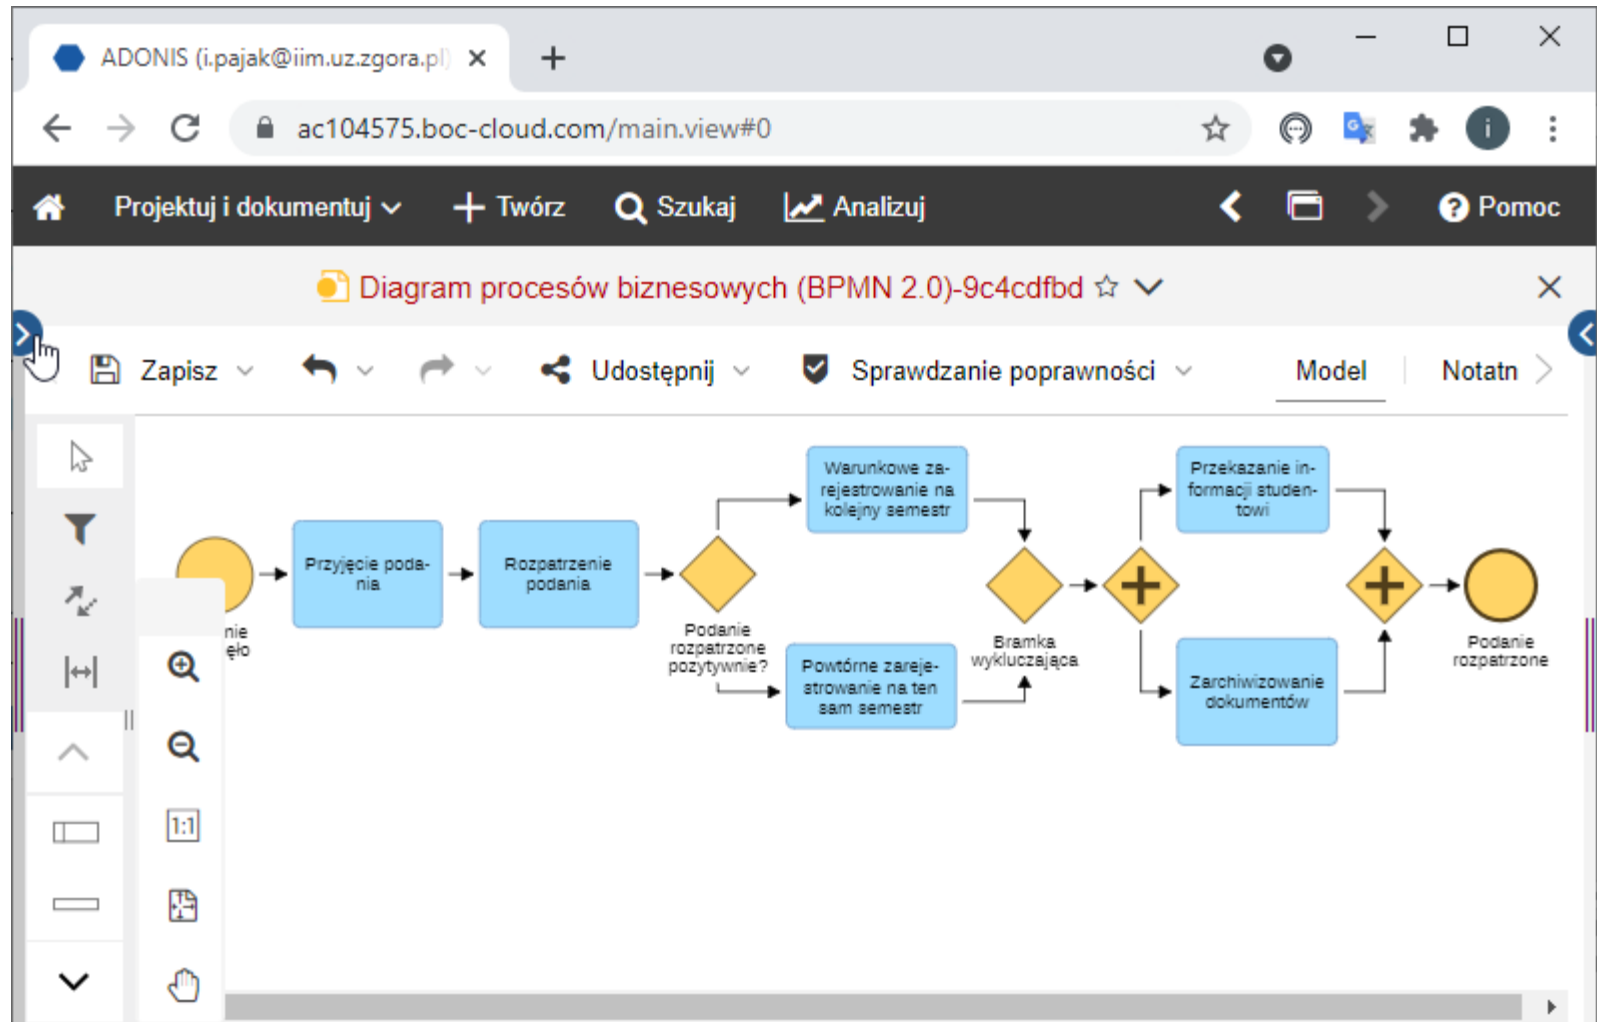 ADONIS (i.pajak@iim.uz.zgora.pl)
ac104575.boc-cloud.com/main.view#0
i
Projektuj i dokumentuj
Twórz
Szukaj
Analizuj
Pomoc
Diagram procesów biznesowych (BPMN 2.0)-9c4cdfbd
Zapisz
Udostępnij
Sprawdzanie poprawności
Model
Notatn
nie
ęło
Przyjęcie poda-
nia
Rozpatrzenie
podania
Podanie
rozpatrzone
pozytywnie?
Warunkowe za-
rejestrowanie na
kolejny semestr
Powtórne zareje-
strowanie na ten
sam semestr
Bramka
wykluczająca
Przekazanie in-
formacji studen-
towi
Zarchiwizowanie
dokumentów
Podanie
rozpatrzone
1:1